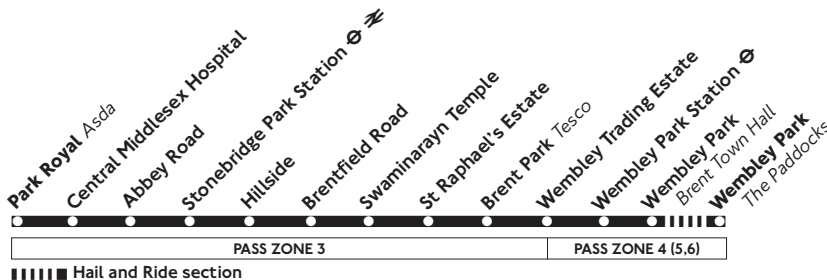 Park Royal Asda
Central Middlesex Hospital
Abbey Road
Stonebridge Park Station
Hillside
Brentfield Road
Swaminarayn Temple
St Raphael's Estate
Brent Park Tesco
Wembley Trading Estate
Wembley Park Station
Wembley Park
Brent Town Hall
Wembley Park
The Paddocks
PASS ZONE 3
PASS ZONE 4 (5,6)
Hail and Ride section